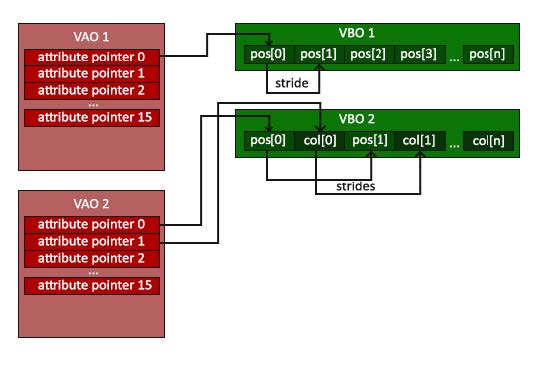 VAO 1
attribute pointer 0
attribute pointer 1
attribute pointer 2
...
attribute pointer 15
VBO 1
pos[0] pos[1] pos[2] pos[3] ... pos[n]
stride
VBO 2
pos[0] col[0] pos[1] col[1] ... col[n]
strides
VAO 2
attribute pointer 0
attribute pointer 1
attribute pointer 2
...
attribute pointer 15